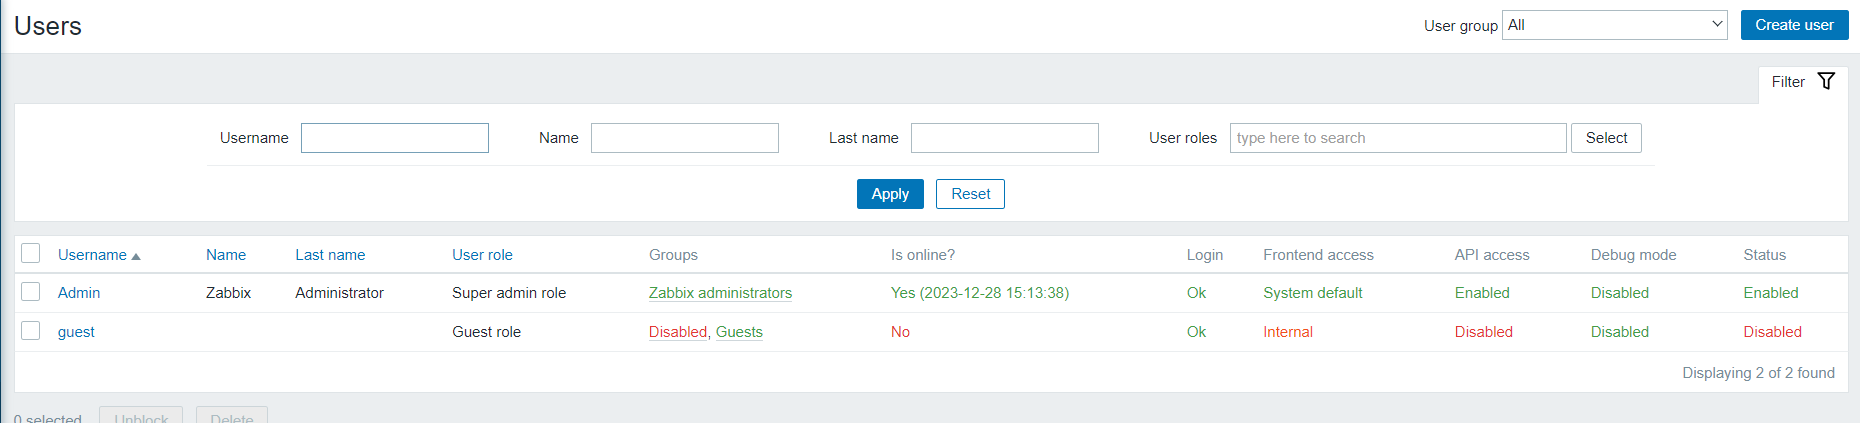 Users User group All Create user
Filter
Username Name Last name User roles type here to search Select
Apply Reset
Username Name Last name User role Groups Is online? Login Frontend access API access Debug mode Status
Admin Zabbix Administrator Super admin role Zabbix administrators Yes (2023-12-28 15:13:38) Ok System default Enabled Disabled Enabled
guest Guest role Disabled, Guests No Ok Internal Disabled Disabled Disabled
Displaying 2 of 2 found
0 selected Unblock Delete